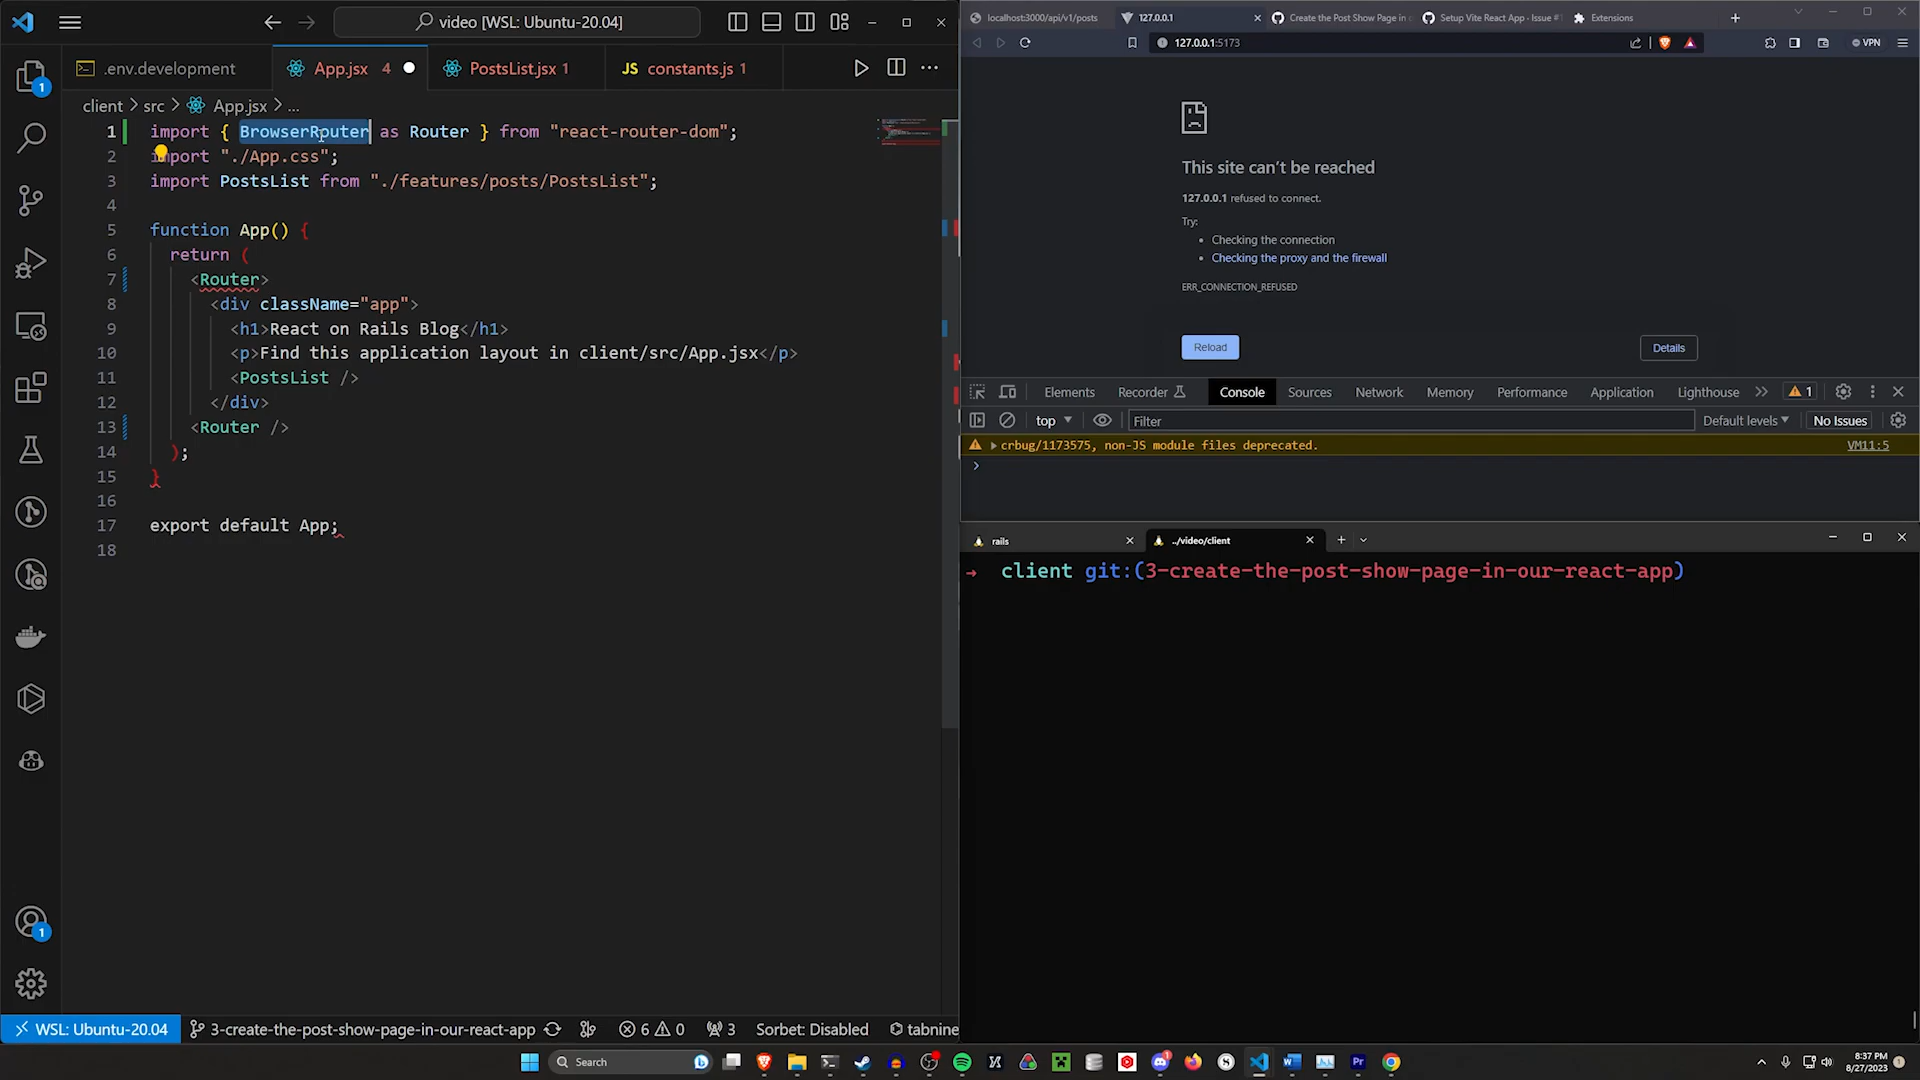 video [WSL: Ubuntu-20.04]
.env.development
App.jsx 4
PostsList.jsx 1
JS constants.js 1
client > src > App.jsx > ...
1 import { BrowserRouter as Router } from "react-router-dom";
2 import "./App.css";
3 import PostsList from "./features/posts/PostsList";
4
5 function App() {
6 return (
7 <Router>
8 <div className="app">
9 <h1>React on Rails Blog</h1>
10 <p>Find this application layout in client/src/App.jsx</p>
11 <PostsList />
12 </div>
13 <Router />
14 );
15 }
16
17 export default App;
18
1
1
WSL: Ubuntu-20.04
3-create-the-post-show-page-in-our-react-app
6 0
3
Sorbet: Disabled
tabnine
localhost:3000/api/v1/posts
127.0.0.1
Create the Post Show Page in
Setup Vite React App · Issue #
Extensions
127.0.0.1:5173
VPN
This site can't be reached
127.0.0.1 refused to connect.
Try:
• Checking the connection
• Checking the proxy and the firewall
ERR_CONNECTION_REFUSED
Reload
Details
Elements
Recorder
Console
Sources
Network
Memory
Performance
Application
Lighthouse
1
top
Filter
Default levels
No Issues
crbug/1173575, non-JS module files deprecated.
VM11:5
rails
../video/client
→ client git:(3-create-the-post-show-page-in-our-react-app)
Search
8:37 PM
8/27/2023